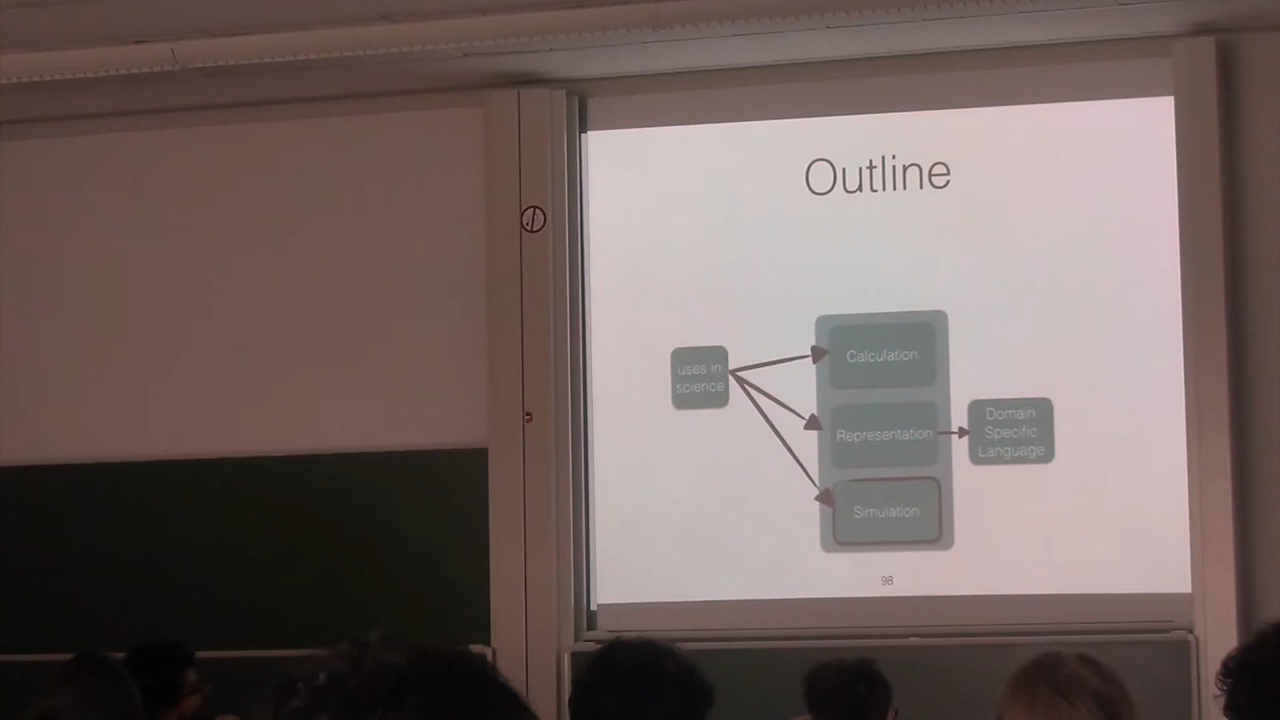 Outline
uses in
science
Calculation
Representation
Simulation
Domain
Specific
Language
98